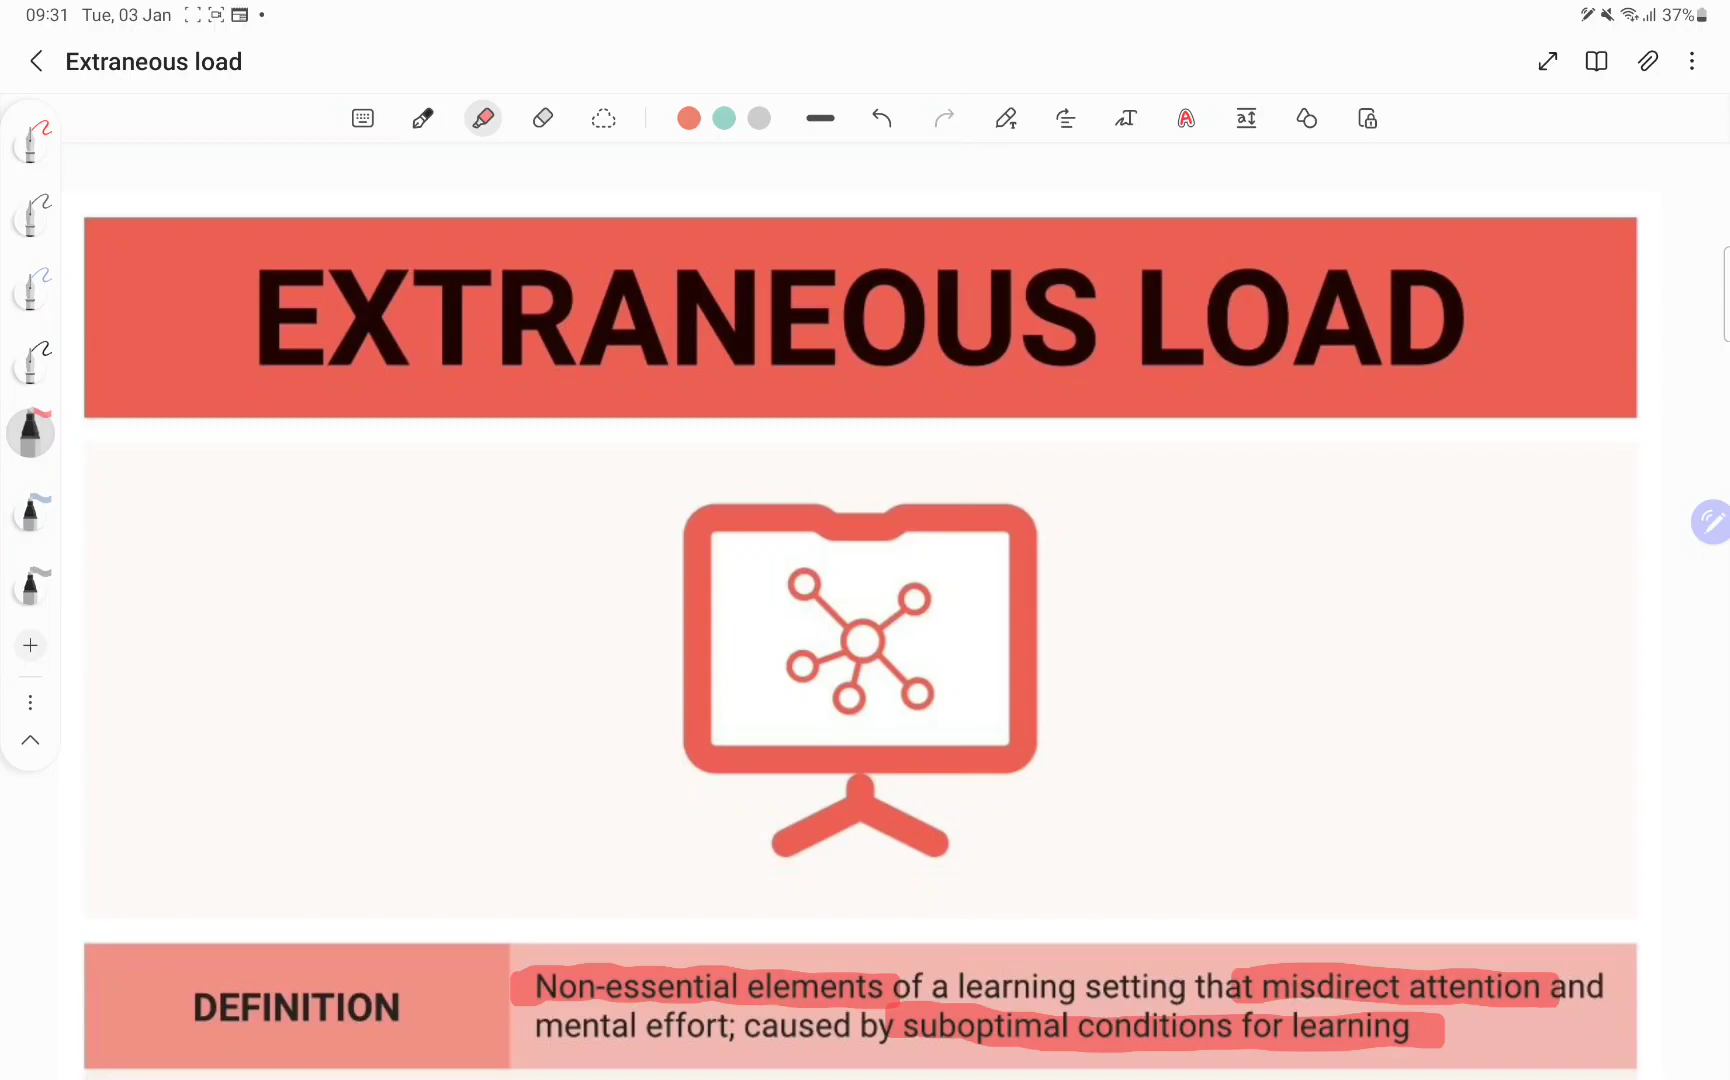 09:31 Tue, 03 Jan
37%
Extraneous load
EXTRANEOUS LOAD
DEFINITION
Non-essential elements of a learning setting that misdirect attention and
mental effort; caused by suboptimal conditions for learning